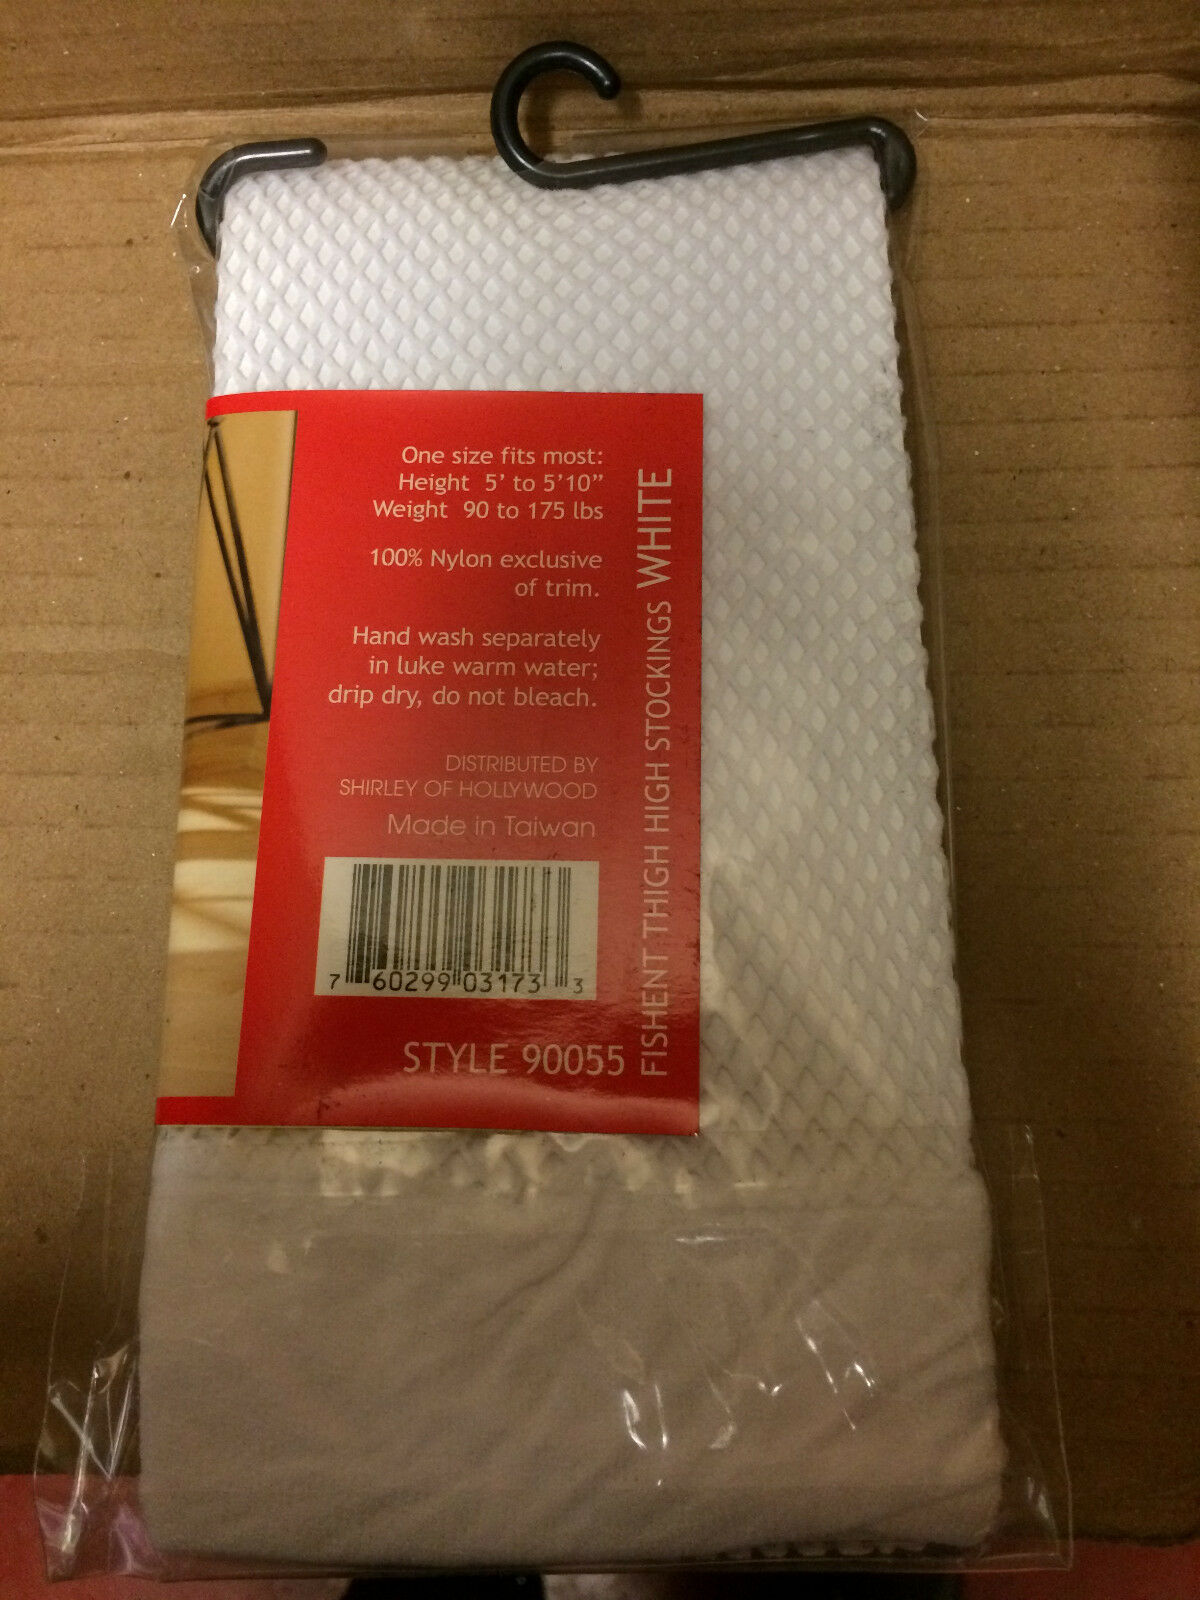 One size fits most:
Height 5' to 5'10”
Weight 90 to 175 lbs
100% Nylon exclusive
of trim.
Hand wash separately
in luke warm water;
drip dry, do not bleach.
DISTRIBUTED BY
SHIRLEY OF HOLLYWOOD
Made in Taiwan
7 60299 03173 3
STYLE 90055
FISHENT THIGH HIGH STOCKINGS WHITE